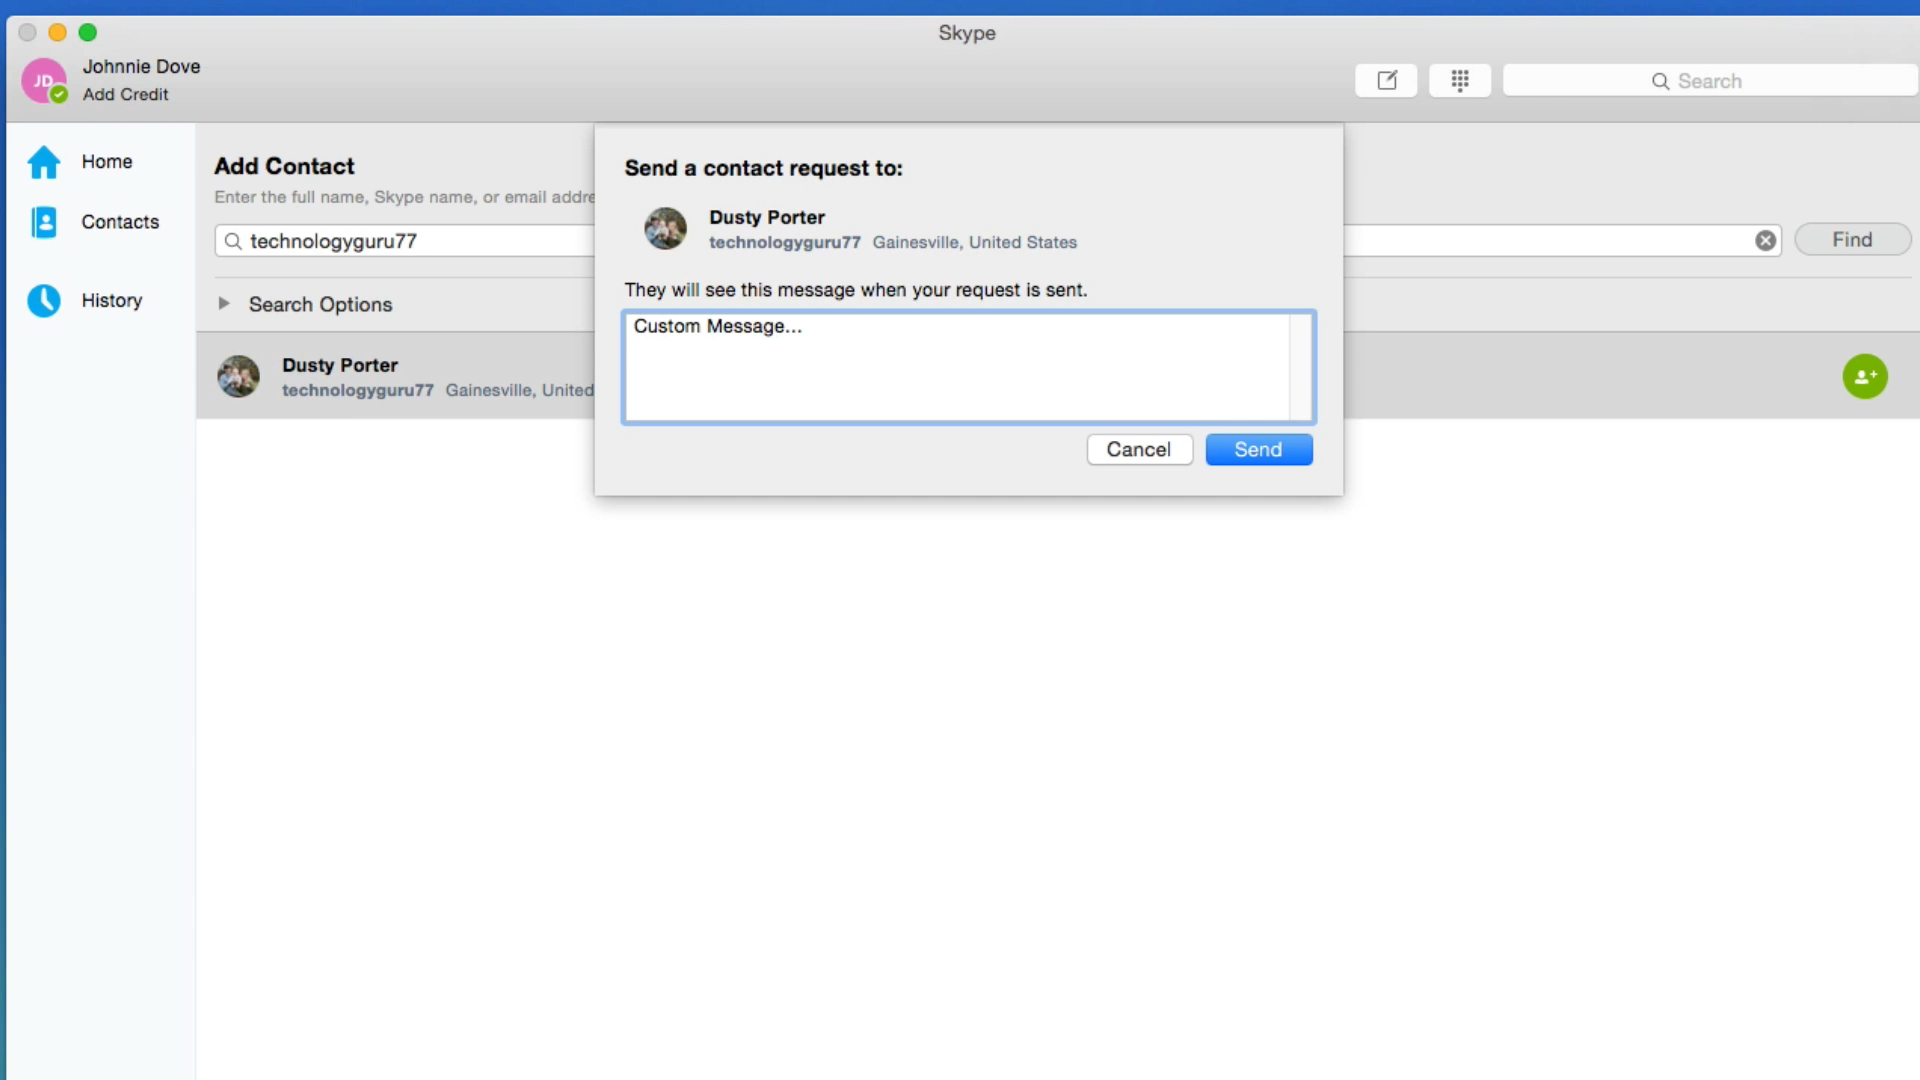 Skype
JD
Johnnie Dove
Add Credit
Search
Home
Contacts
History
Add Contact
Enter the full name, Skype name, or email addre
technologyguru77
Find
Search Options
Dusty Porter
technologyguru77 Gainesville, United
Send a contact request to:
Dusty Porter
technologyguru77 Gainesville, United States
They will see this message when your request is sent.
Custom Message...
Cancel
Send